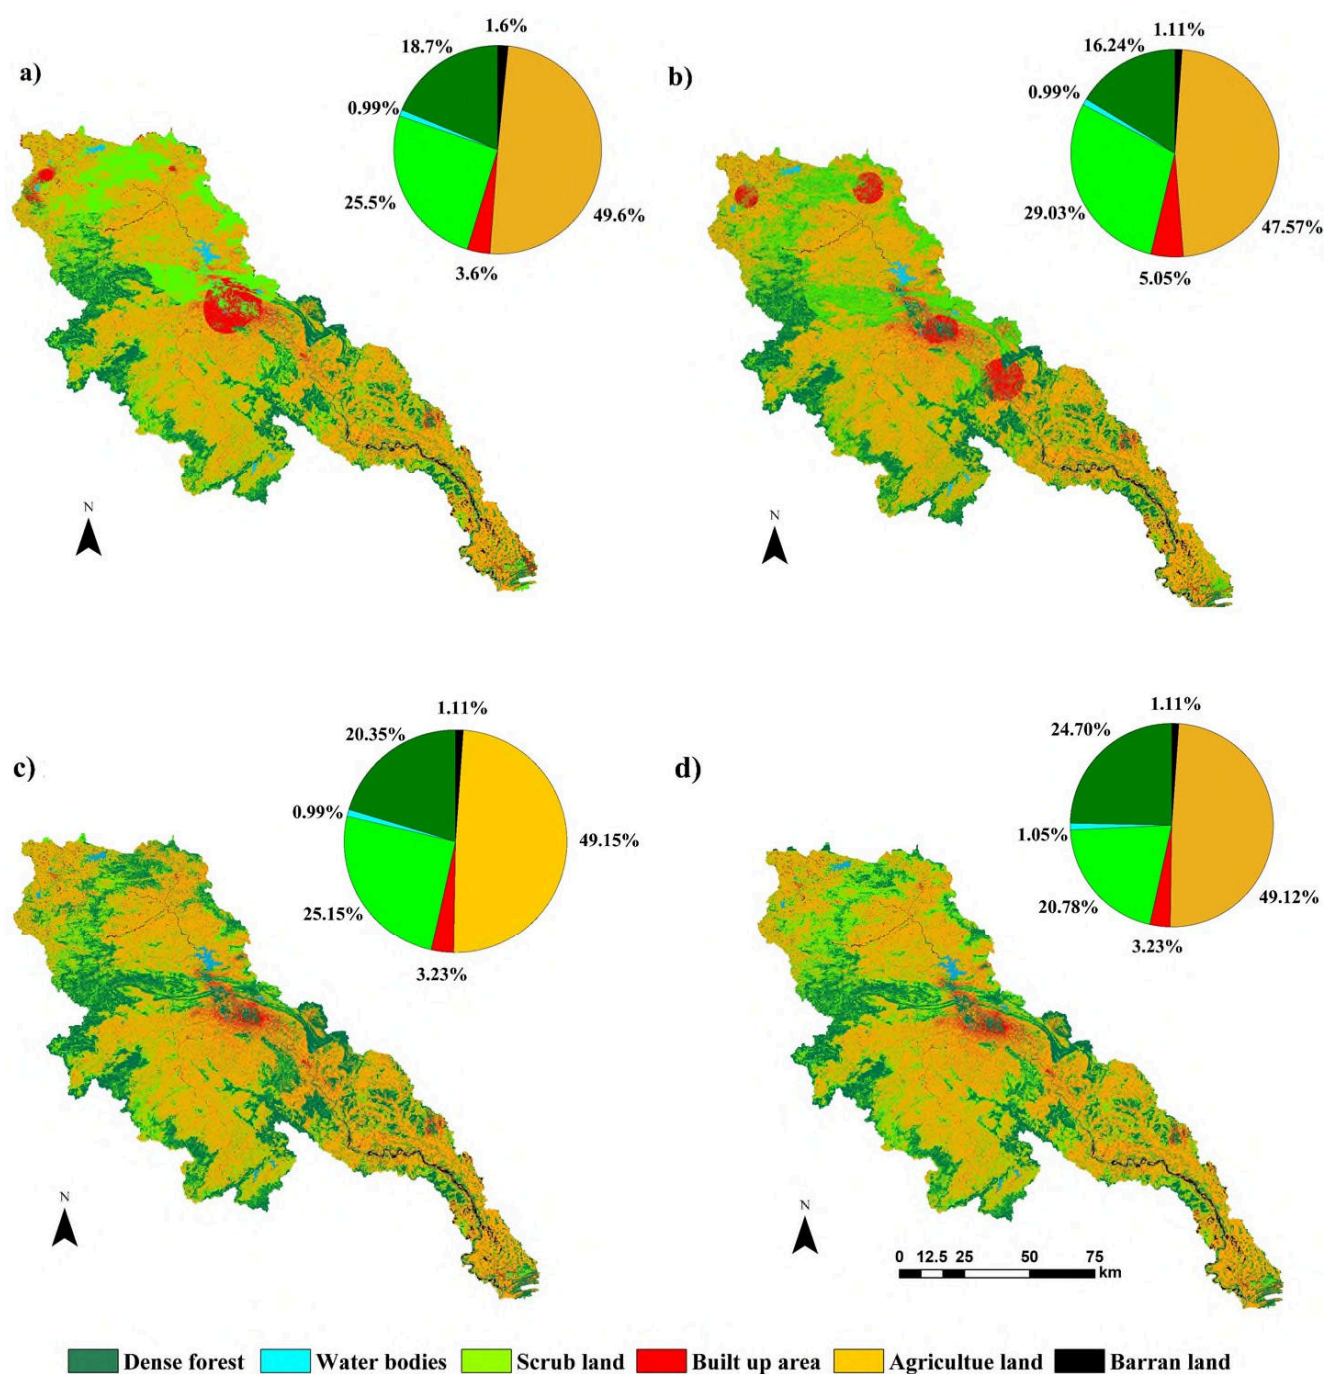 a)
1.6%
18.7%
0.99%
25.5%
3.6%
49.6%
N
b)
1.11%
16.24%
0.99%
29.03%
5.05%
47.57%
N
c)
1.11%
20.35%
0.99%
25.15%
3.23%
49.15%
N
d)
1.11%
24.70%
1.05%
20.78%
3.23%
49.12%
N
0 12.5 25 50 75
km
Dense forest Water bodies Scrub land Built up area Agricultue land Barran land